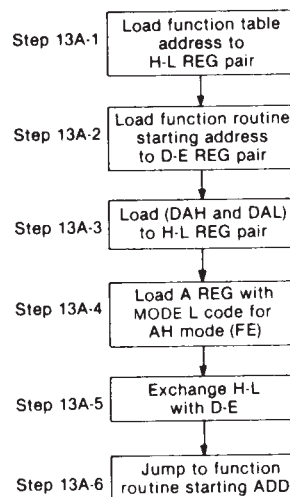 Step 13A-1
Load function table
address to
H-L REG pair
Step 13A-2
Load function routine
starting address
to D-E REG pair
Step 13A-3
Load (DAH and DAL)
to H-L REG pair
Step 13A-4
Load A REG with
MODE L code for
AH mode (FE)
Step 13A-5
Exchange H-L
with D-E
Step 13A-6
Jump to function
routine starting ADD